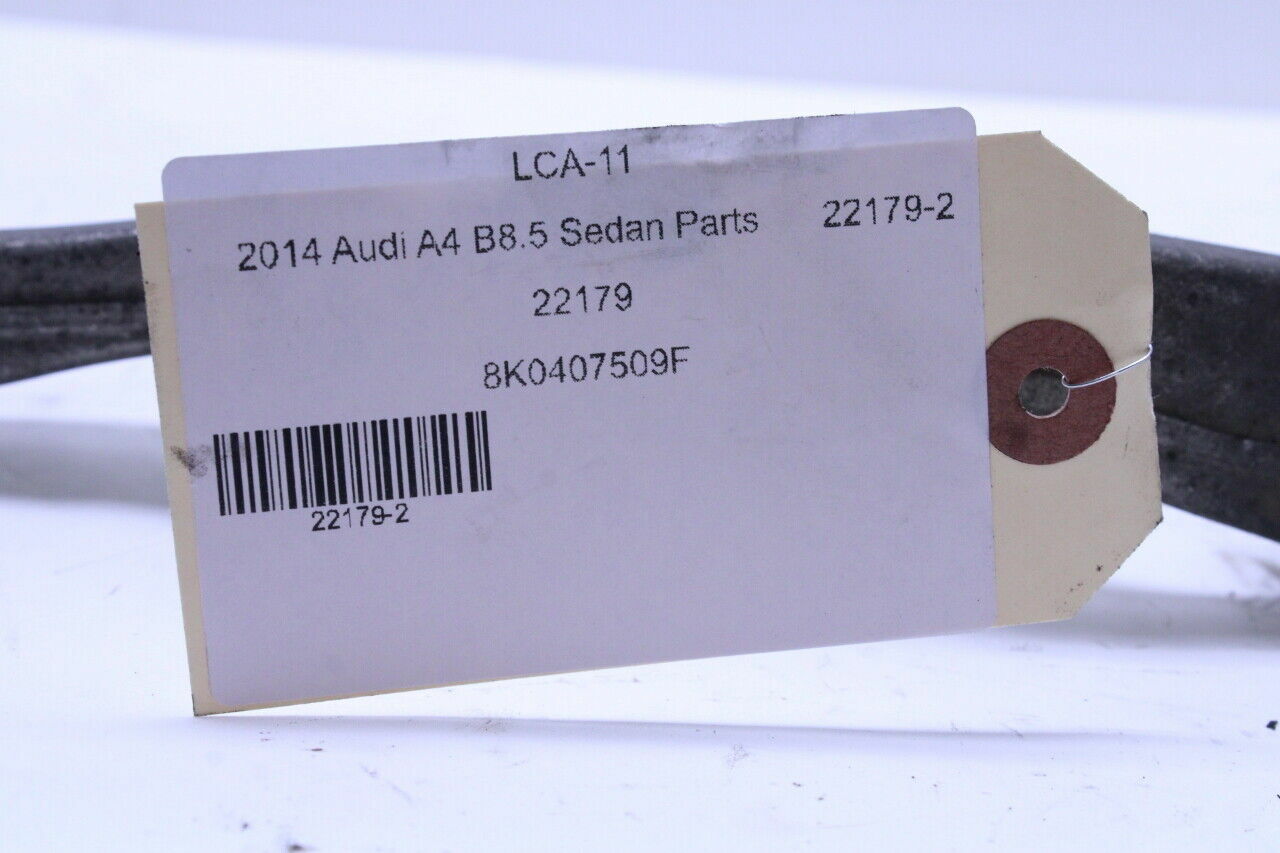 LCA-11
2014 Audi A4 B8.5 Sedan Parts 22179-2
22179
8K0407509F
22179-2